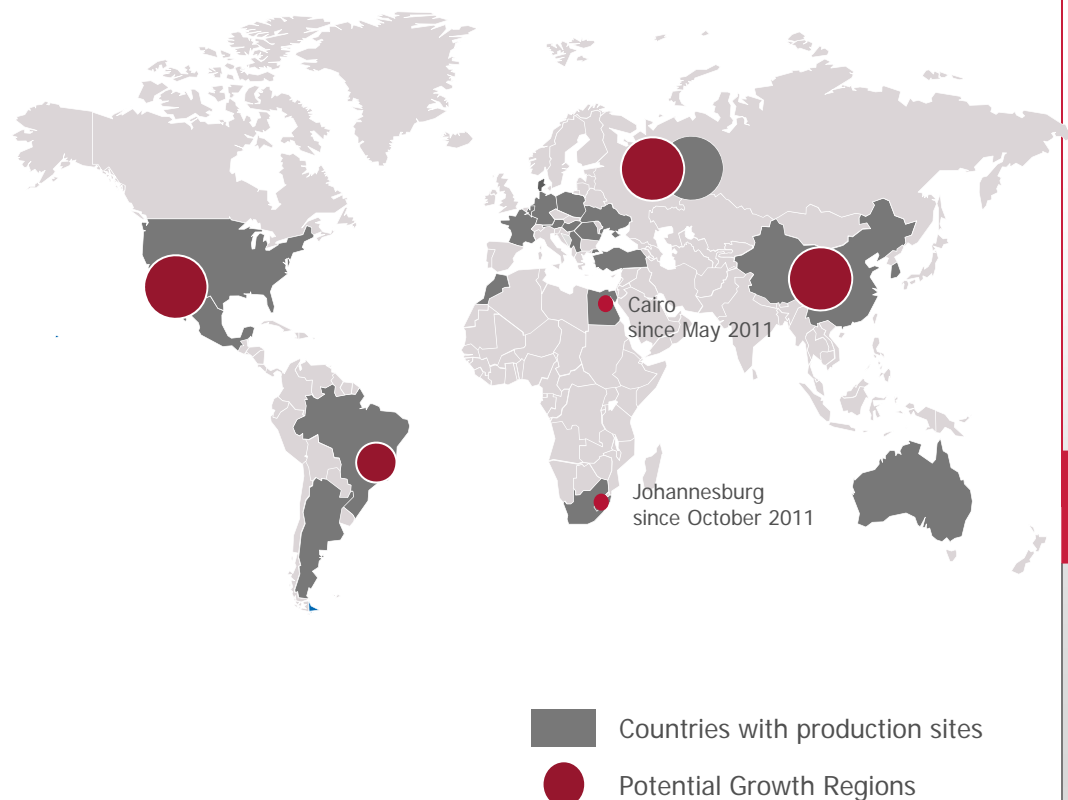 Cairo
since May 2011
Johannesburg
since October 2011
Countries with production sites
Potential Growth Regions